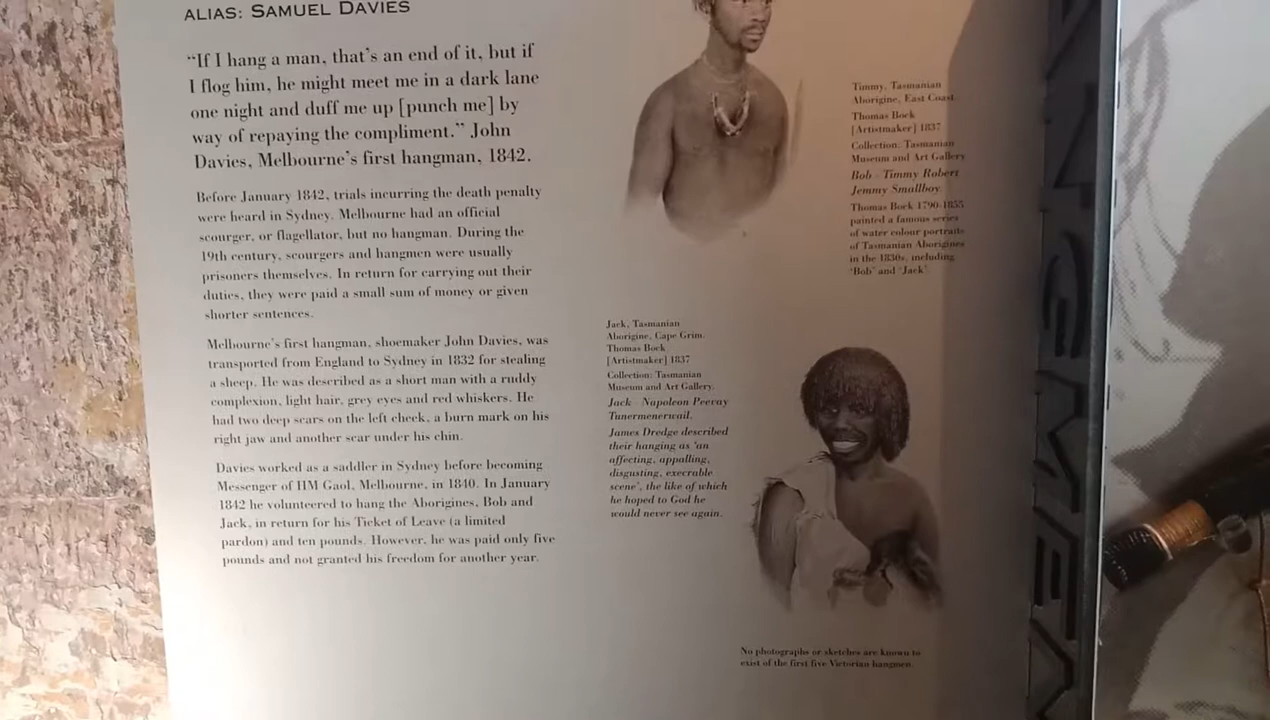 ALIAS: SAMUEL DAVIES
“If I hang a man, that’s an end of it, but if
I flog him, he might meet me in a dark lane
one night and duff me up [punch me] by
way of repaying the compliment.” John
Davies, Melbourne’s first hangman, 1842.
Before January 1842, trials incurring the death penalty
were heard in Sydney. Melbourne had an official
scourger, or flagellator, but no hangman. During the
19th century, scourgers and hangmen were usually
prisoners themselves. In return for carrying out their
duties, they were paid a small sum of money or given
shorter sentences.
Melbourne’s first hangman, shoemaker John Davies, was
transported from England to Sydney in 1832 for stealing
a sheep. He was described as a short man with a ruddy
complexion, light hair, grey eyes and red whiskers. He
had two deep scars on the left cheek, a burn mark on his
right jaw and another scar under his chin.
Davies worked as a saddler in Sydney before becoming
Messenger of HM Gaol, Melbourne, in 1840. In January
1842 he volunteered to hang the Aborigines, Bob and
Jack, in return for his Ticket of Leave (a limited
pardon) and ten pounds. However, he was paid only five
pounds and not granted his freedom for another year.
Timmy, Tasmanian
Aborigine, East Coast.
Thomas Bock
[Artistmaker] 1837
Collection: Tasmanian
Museum and Art Gallery
Bob - Timmy Robert
Jemmy Smallboy.
Thomas Bock 1790-1855
painted a famous series
of water colour portraits
of Tasmanian Aborigines
in the 1830s, including
‘Bob’ and ‘Jack’
Jack, Tasmanian
Aborigine, Cape Grim.
Thomas Bock
[Artistmaker] 1837
Collection: Tasmanian
Museum and Art Gallery.
Jack - Napoleon Peevay
Tunermenerwail.
James Dredge described
their hanging as ‘an
affecting, appalling,
disgusting, execrable
scene’, the like of which
he hoped to God he
would never see again.
No photographs or sketches are known to
exist of the first five Victorian hangmen.